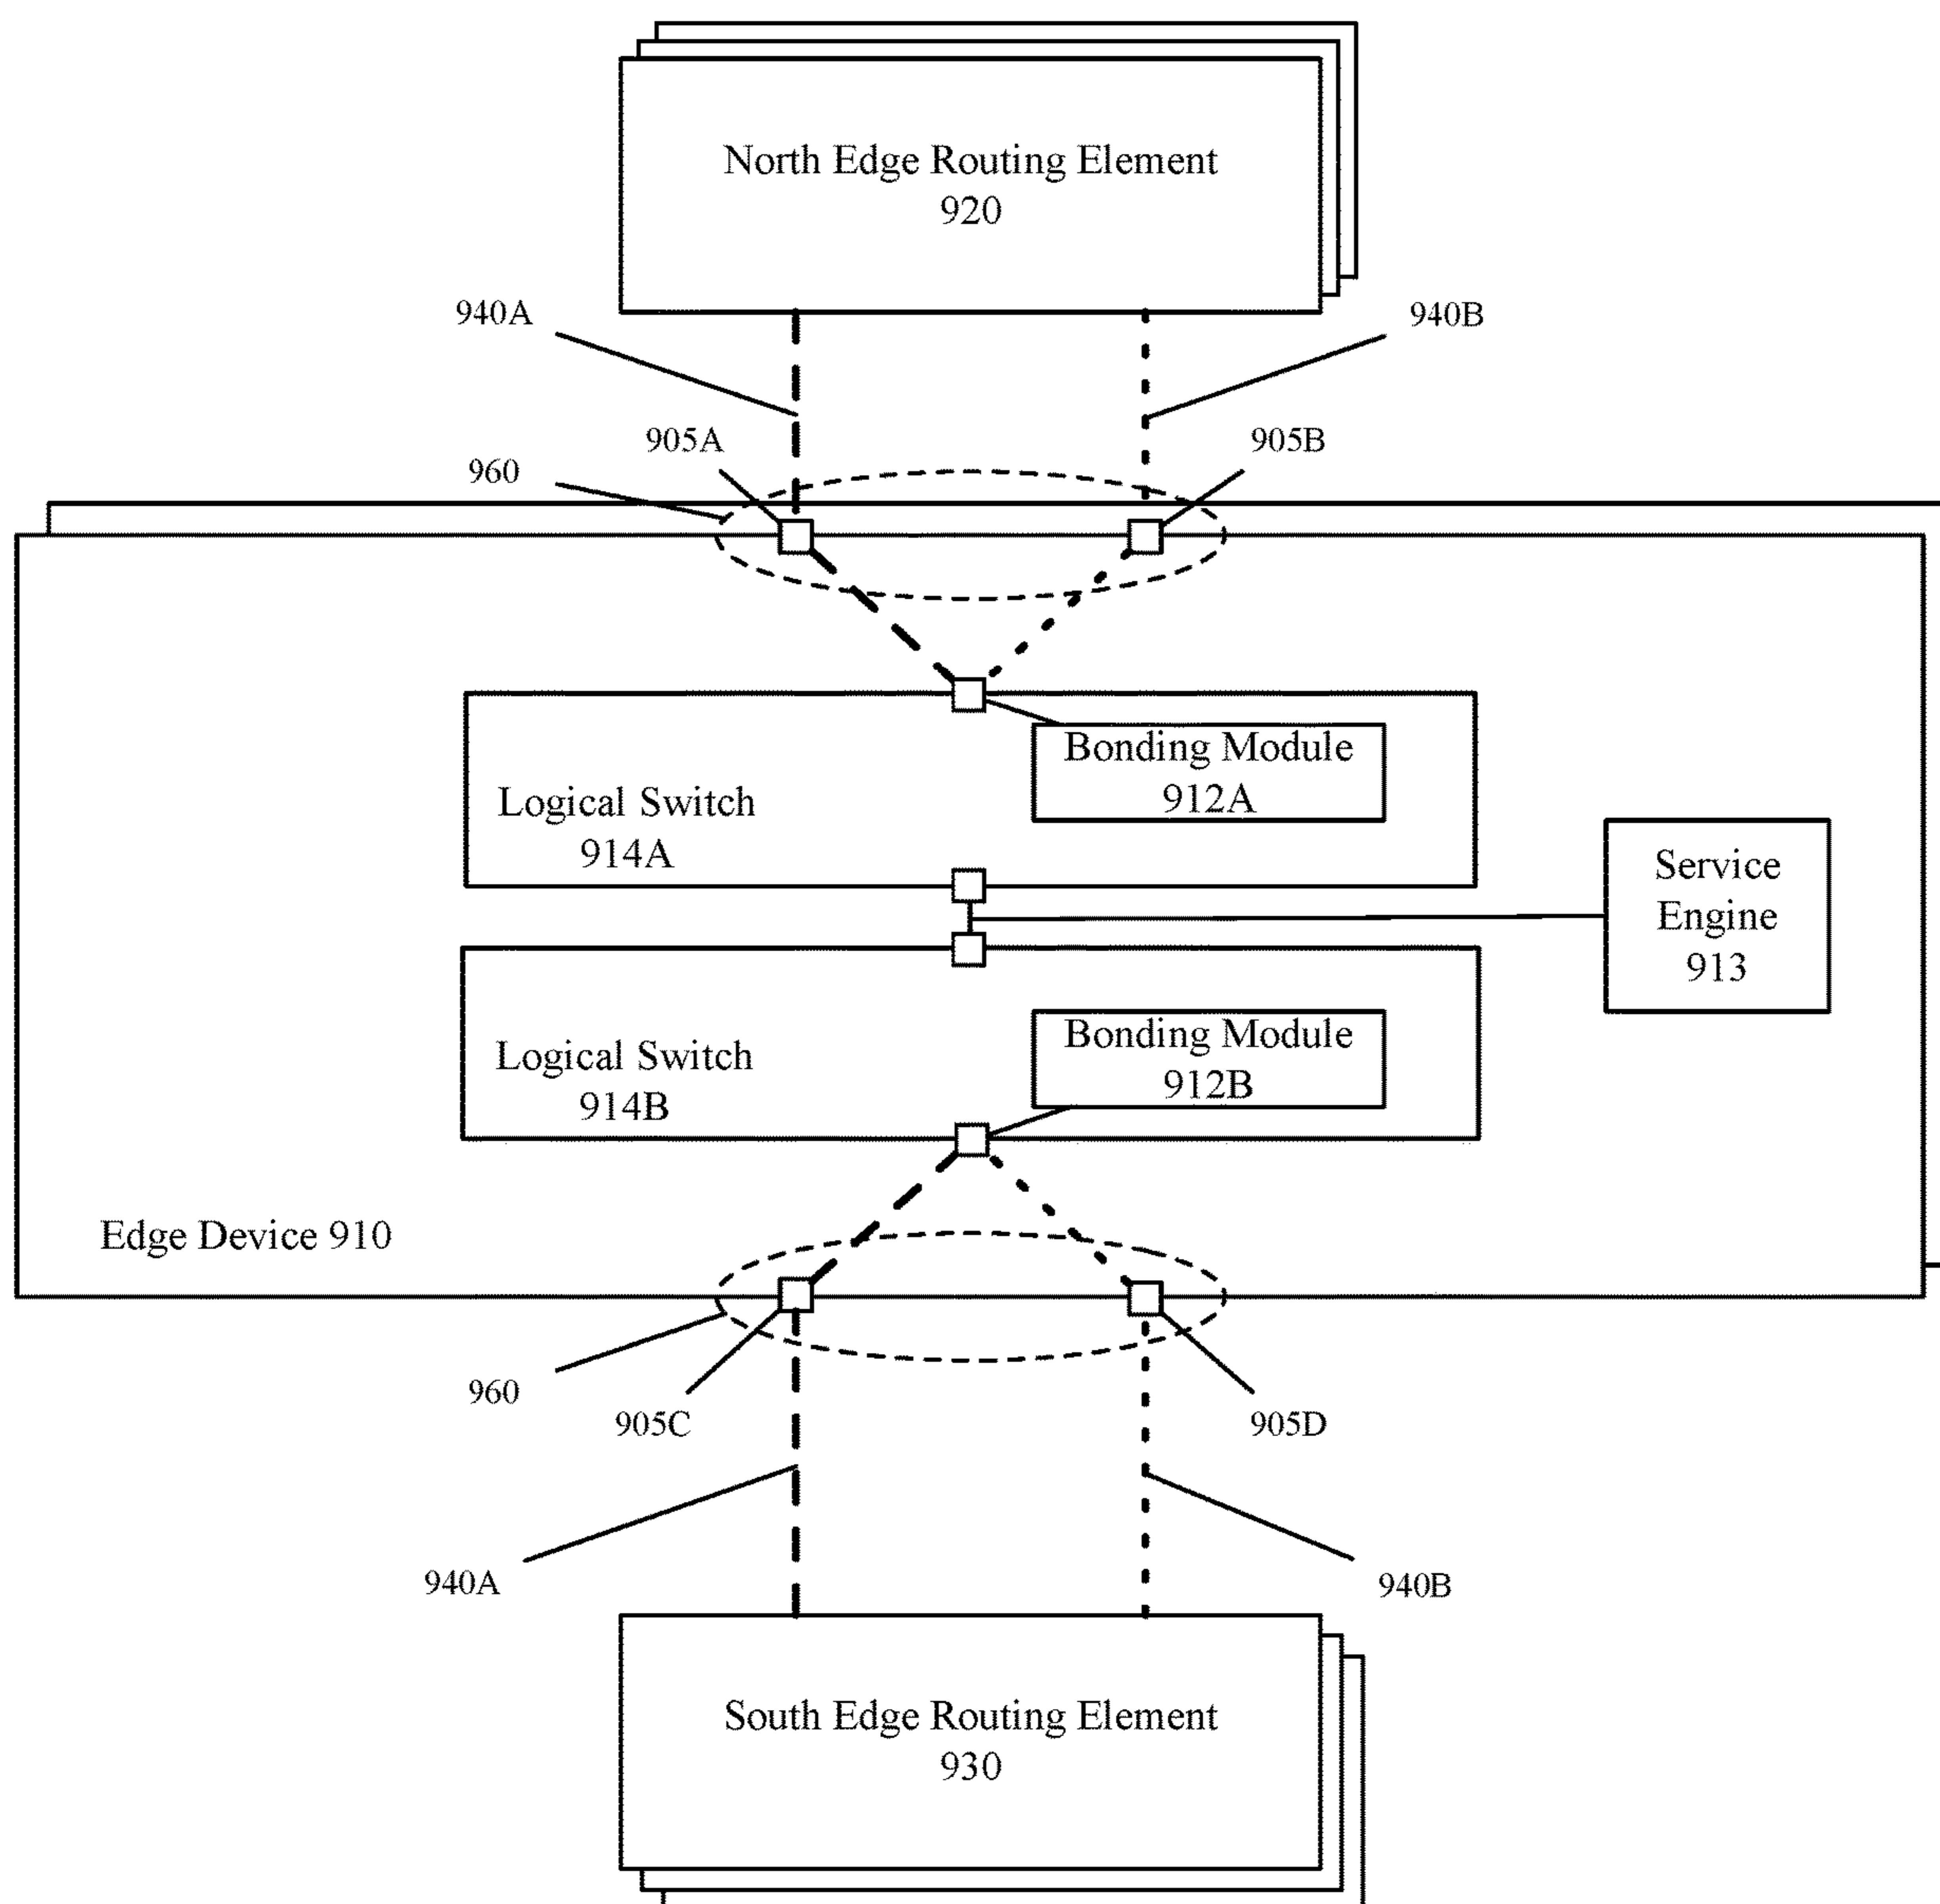 North Edge Routing Element
920
940A
940B
905A
905B
960
Bonding Module
912A
Logical Switch
914A
Service
Engine
913
Bonding Module
912B
Logical Switch
914B
Edge Device 910
960
905C
905D
940A
940B
South Edge Routing Element
930